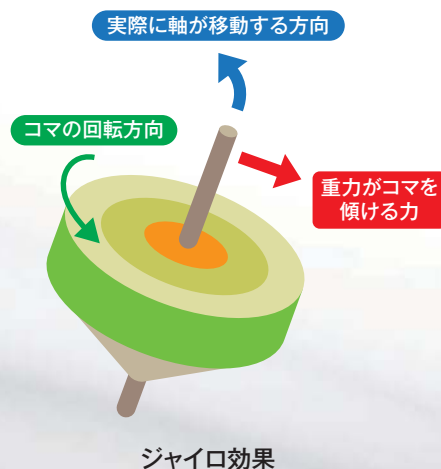 実際に軸が移動する方向
コマの回転方向
重力がコマを
傾ける力
ジャイロ効果